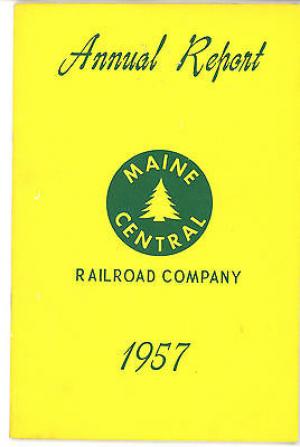 Annual Report
MAINE
CENTRAL
RAILROAD COMPANY
1957